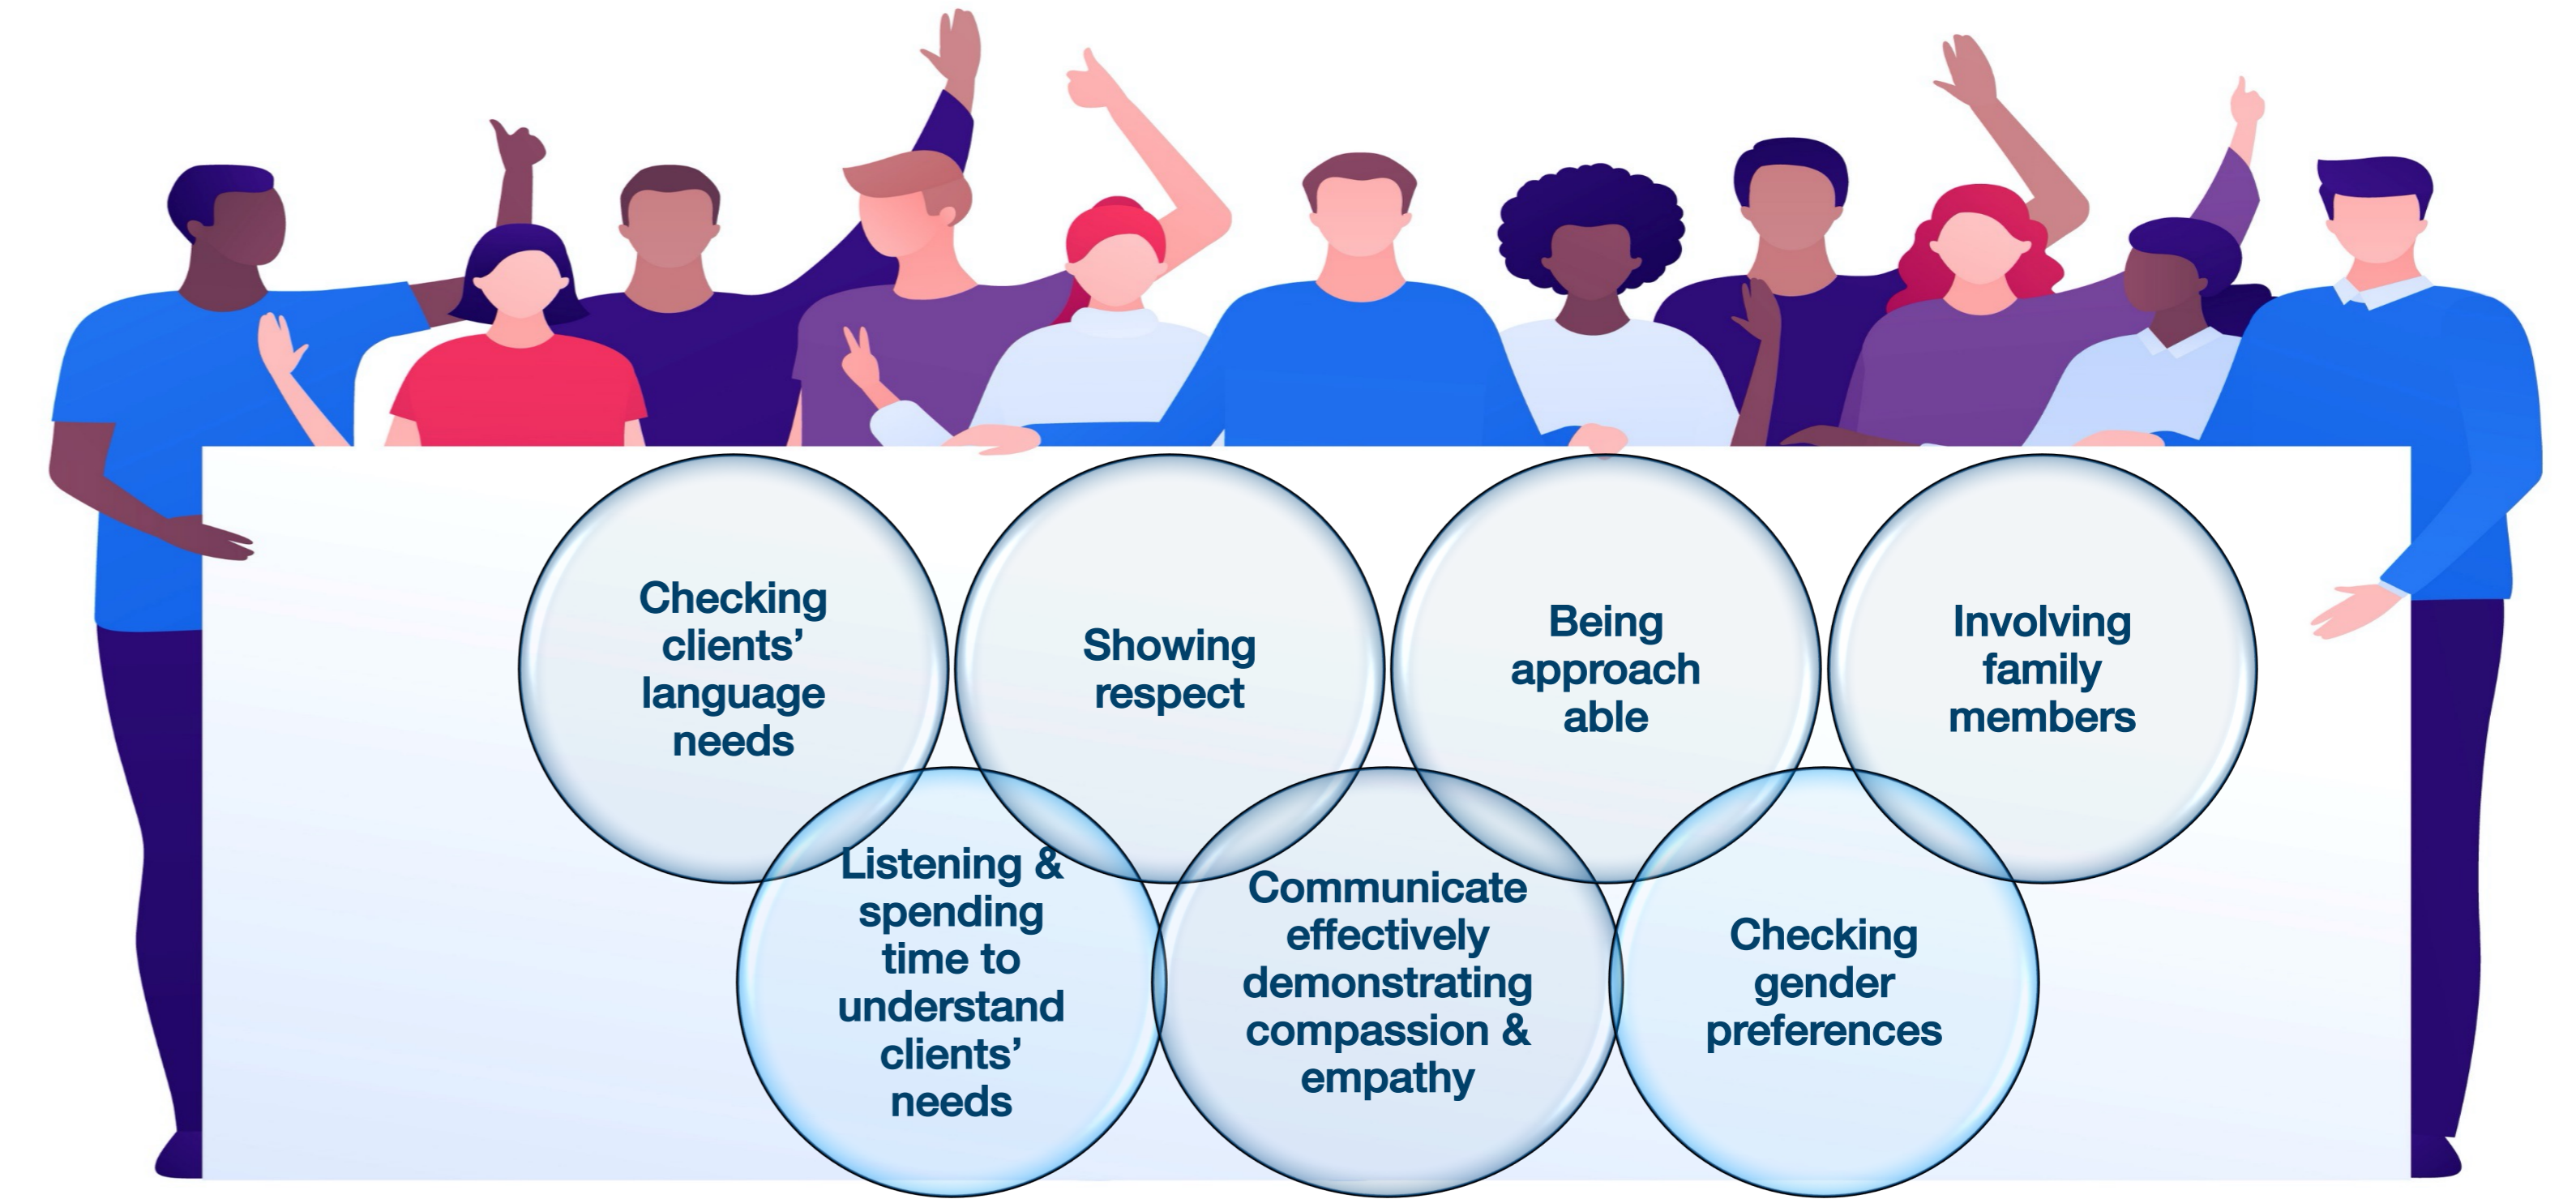 Checking
clients’
language
needs
Showing
respect
Being
approach
able
Involving
family
members
Listening &
spending
time to
understand
clients’
needs
Communicate
effectively
demonstrating
compassion &
empathy
Checking
gender
preferences